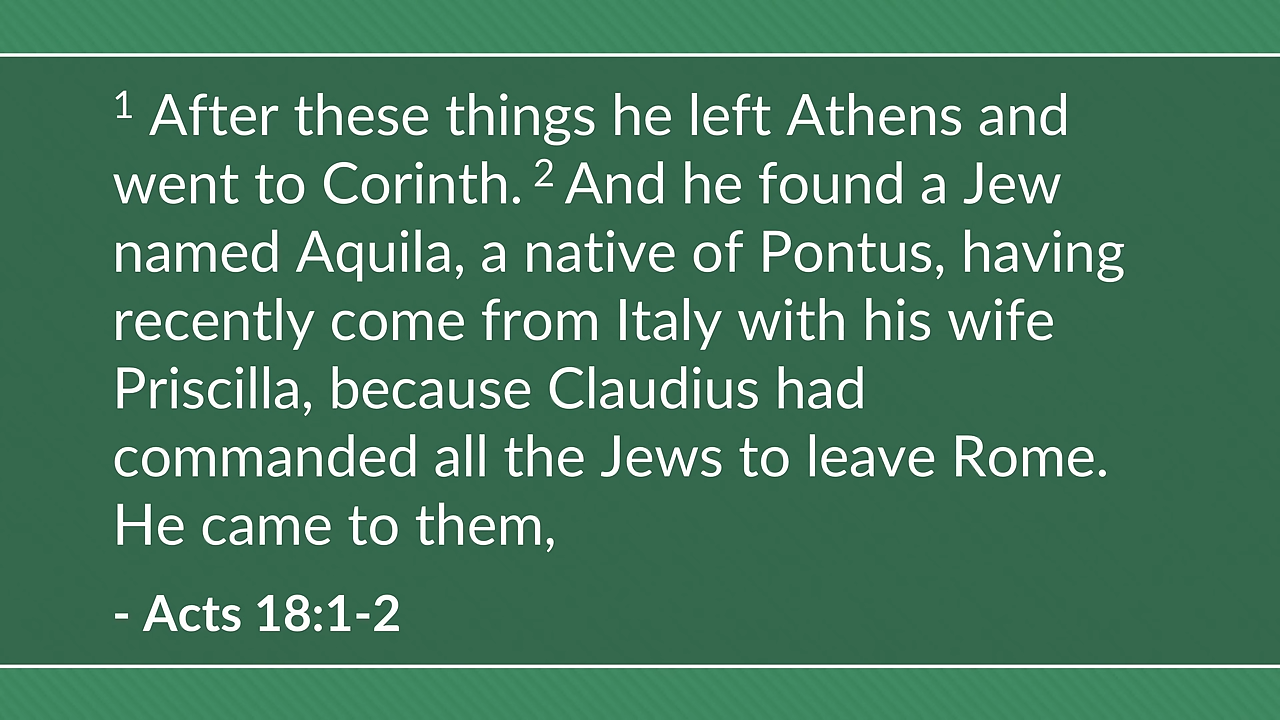 1 After these things he left Athens and
went to Corinth. 2 And he found a Jew
named Aquila, a native of Pontus, having
recently come from Italy with his wife
Priscilla, because Claudius had
commanded all the Jews to leave Rome.
He came to them,
- Acts 18:1-2